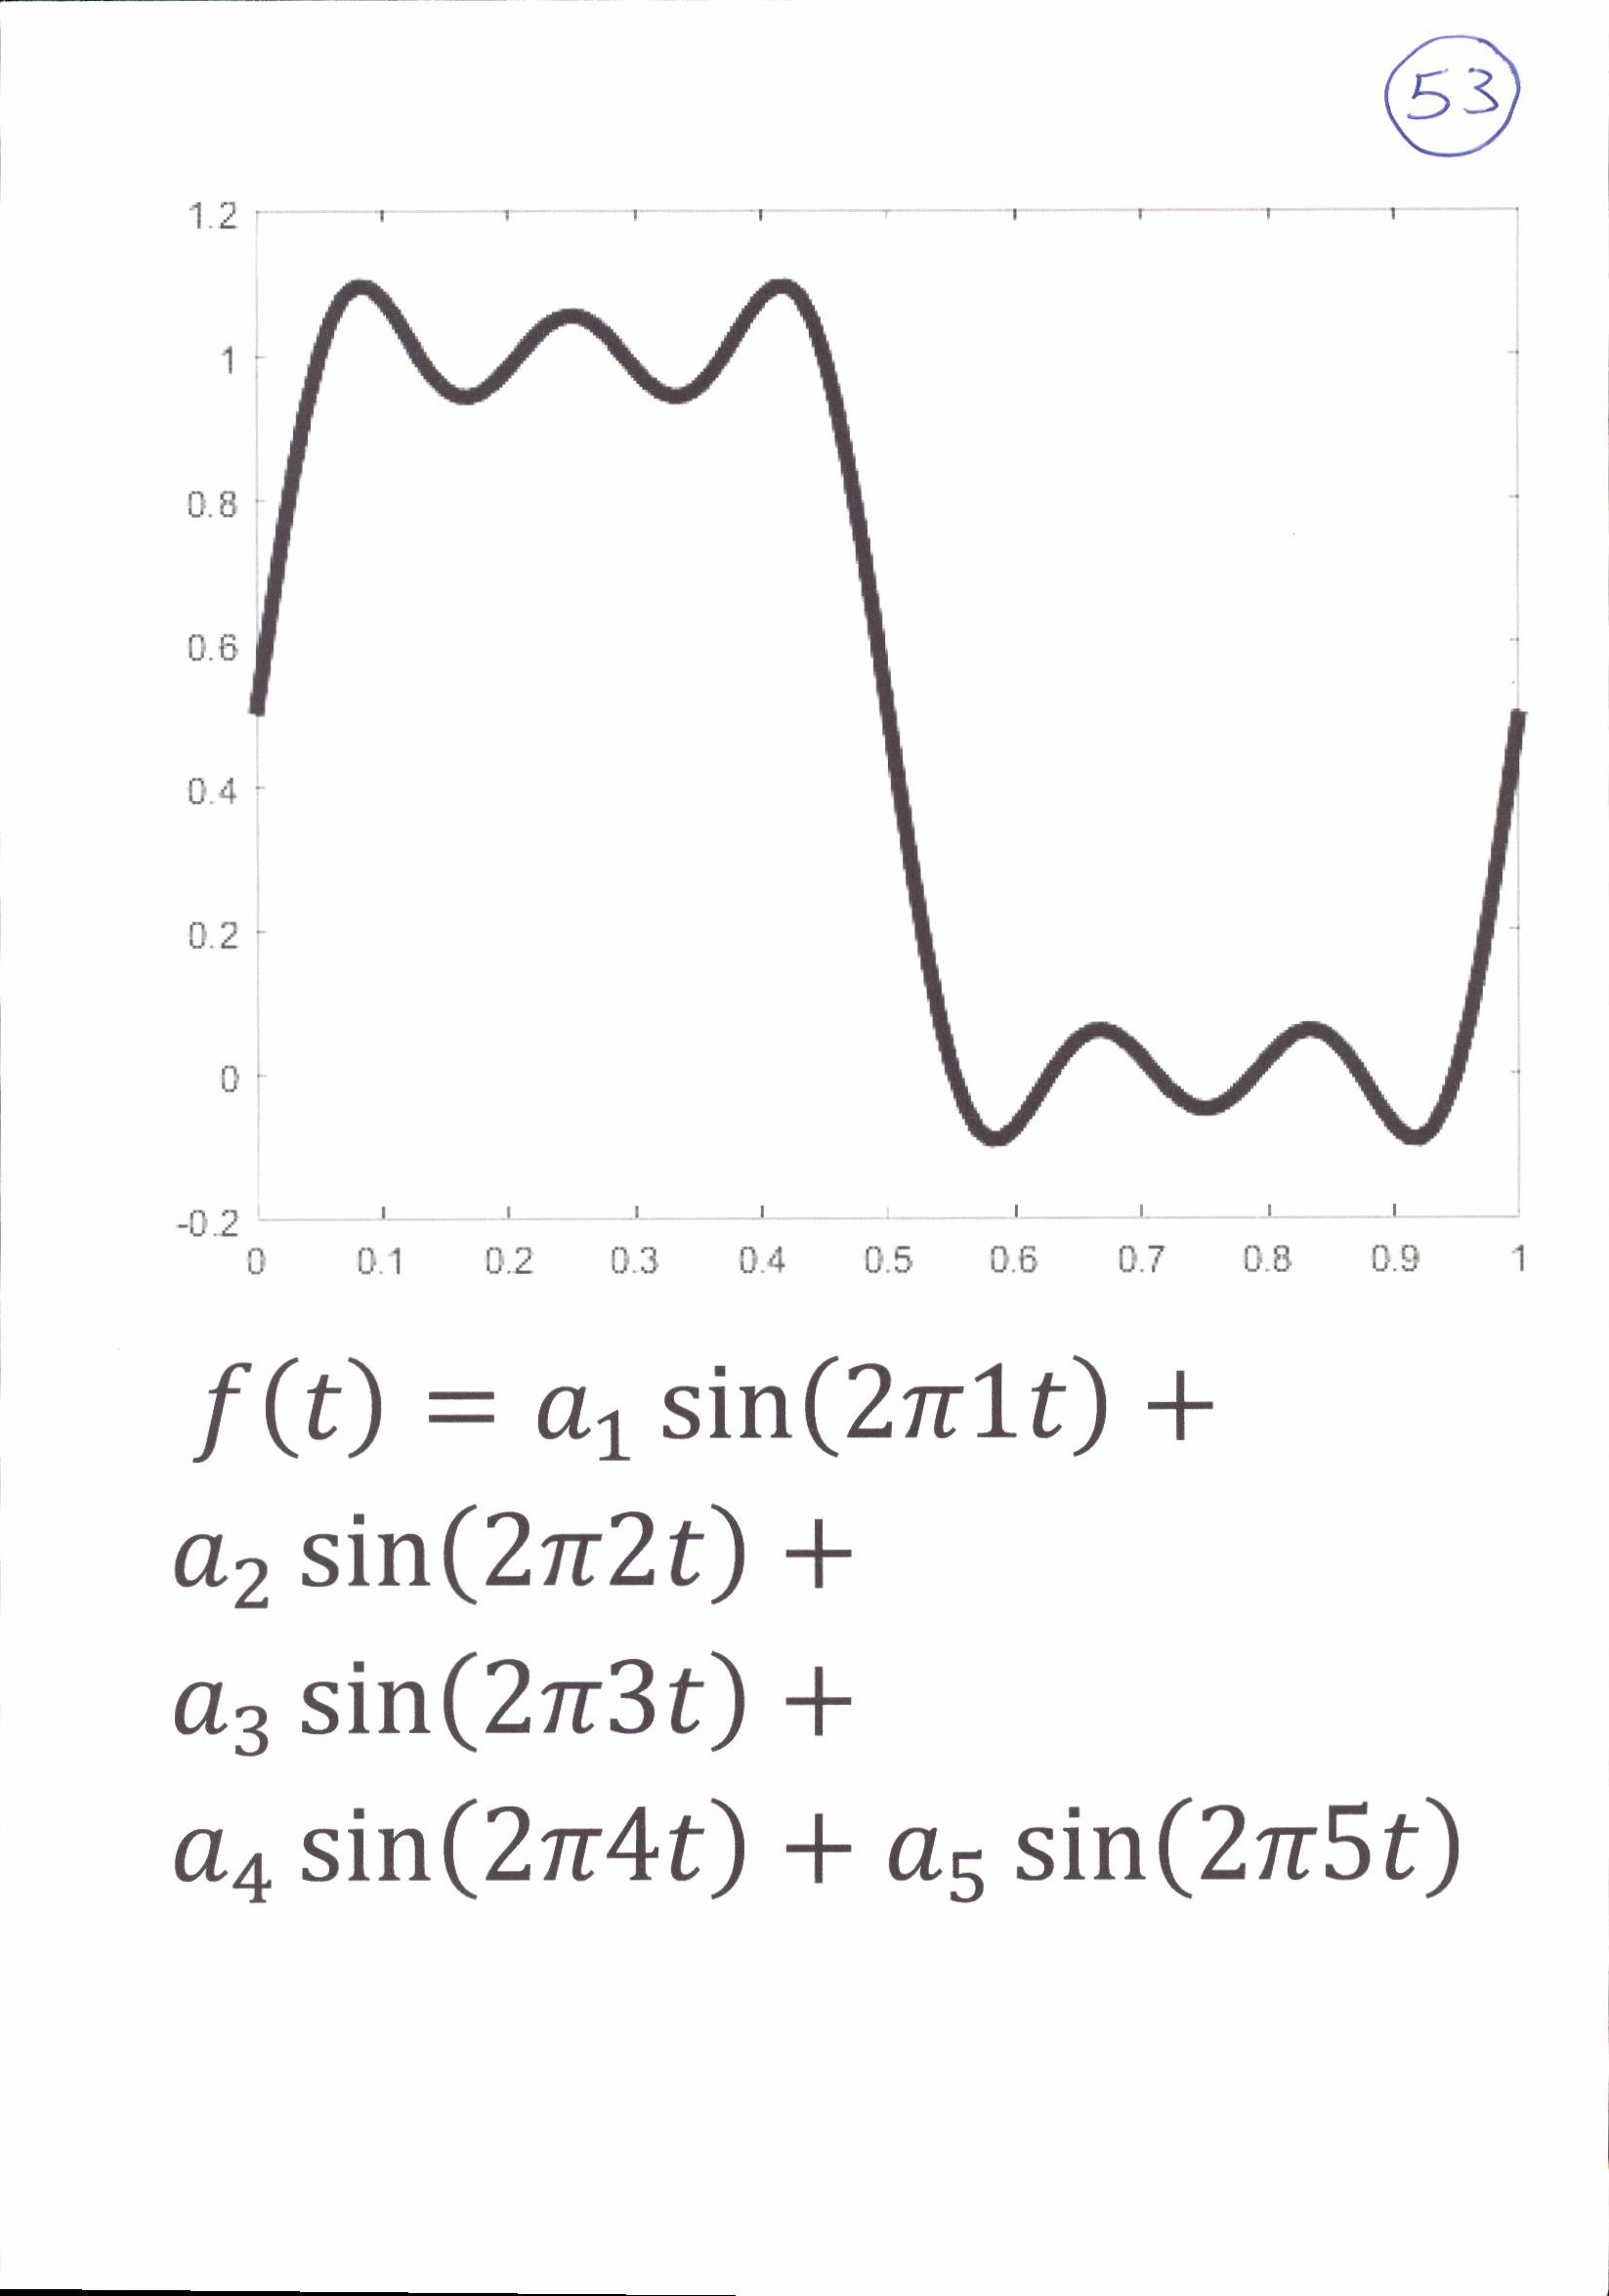 53
1.2
1
0.8
0.6
0.4
0.2
0
-0.2
0 0.1 0.2 0.3 0.4 0.5 0.6 0.7 0.8 0.9 1
f(t) = a₁ sin(2π1t) +
a₂ sin(2π2t) +
a₃ sin(2π3t) +
a₄ sin(2π4t) + a₅ sin(2π5t)